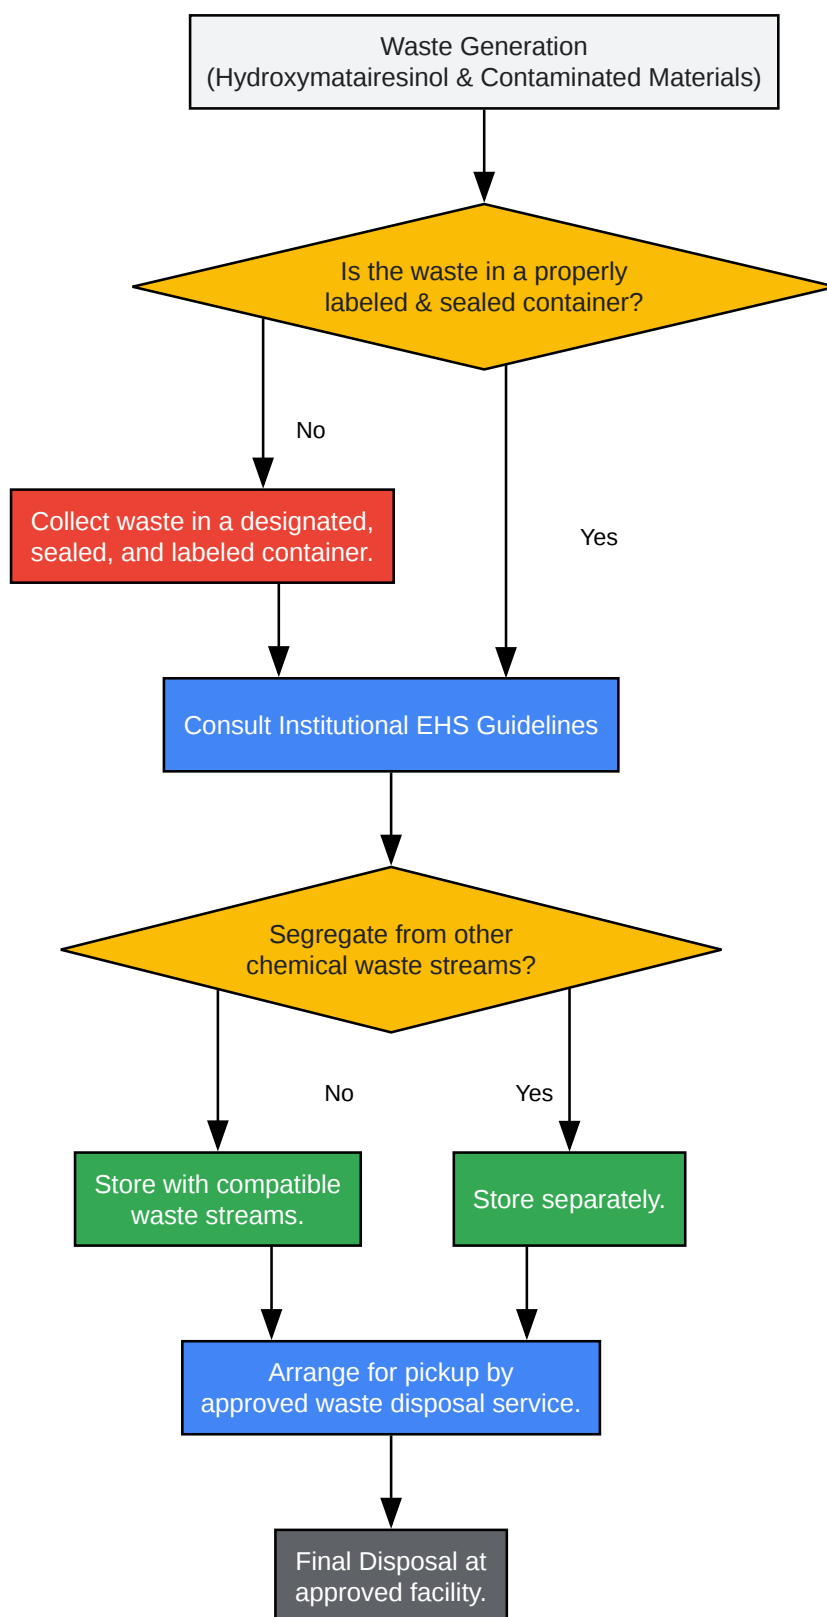 Waste Generation
(Hydroxymatairesinol & Contaminated Materials)
Is the waste in a properly
labeled & sealed container?
No
Yes
Collect waste in a designated,
sealed, and labeled container.
Consult Institutional EHS Guidelines
Segregate from other
chemical waste streams?
No
Yes
Store with compatible
waste streams.
Store separately.
Arrange for pickup by
approved waste disposal service.
Final Disposal at
approved facility.